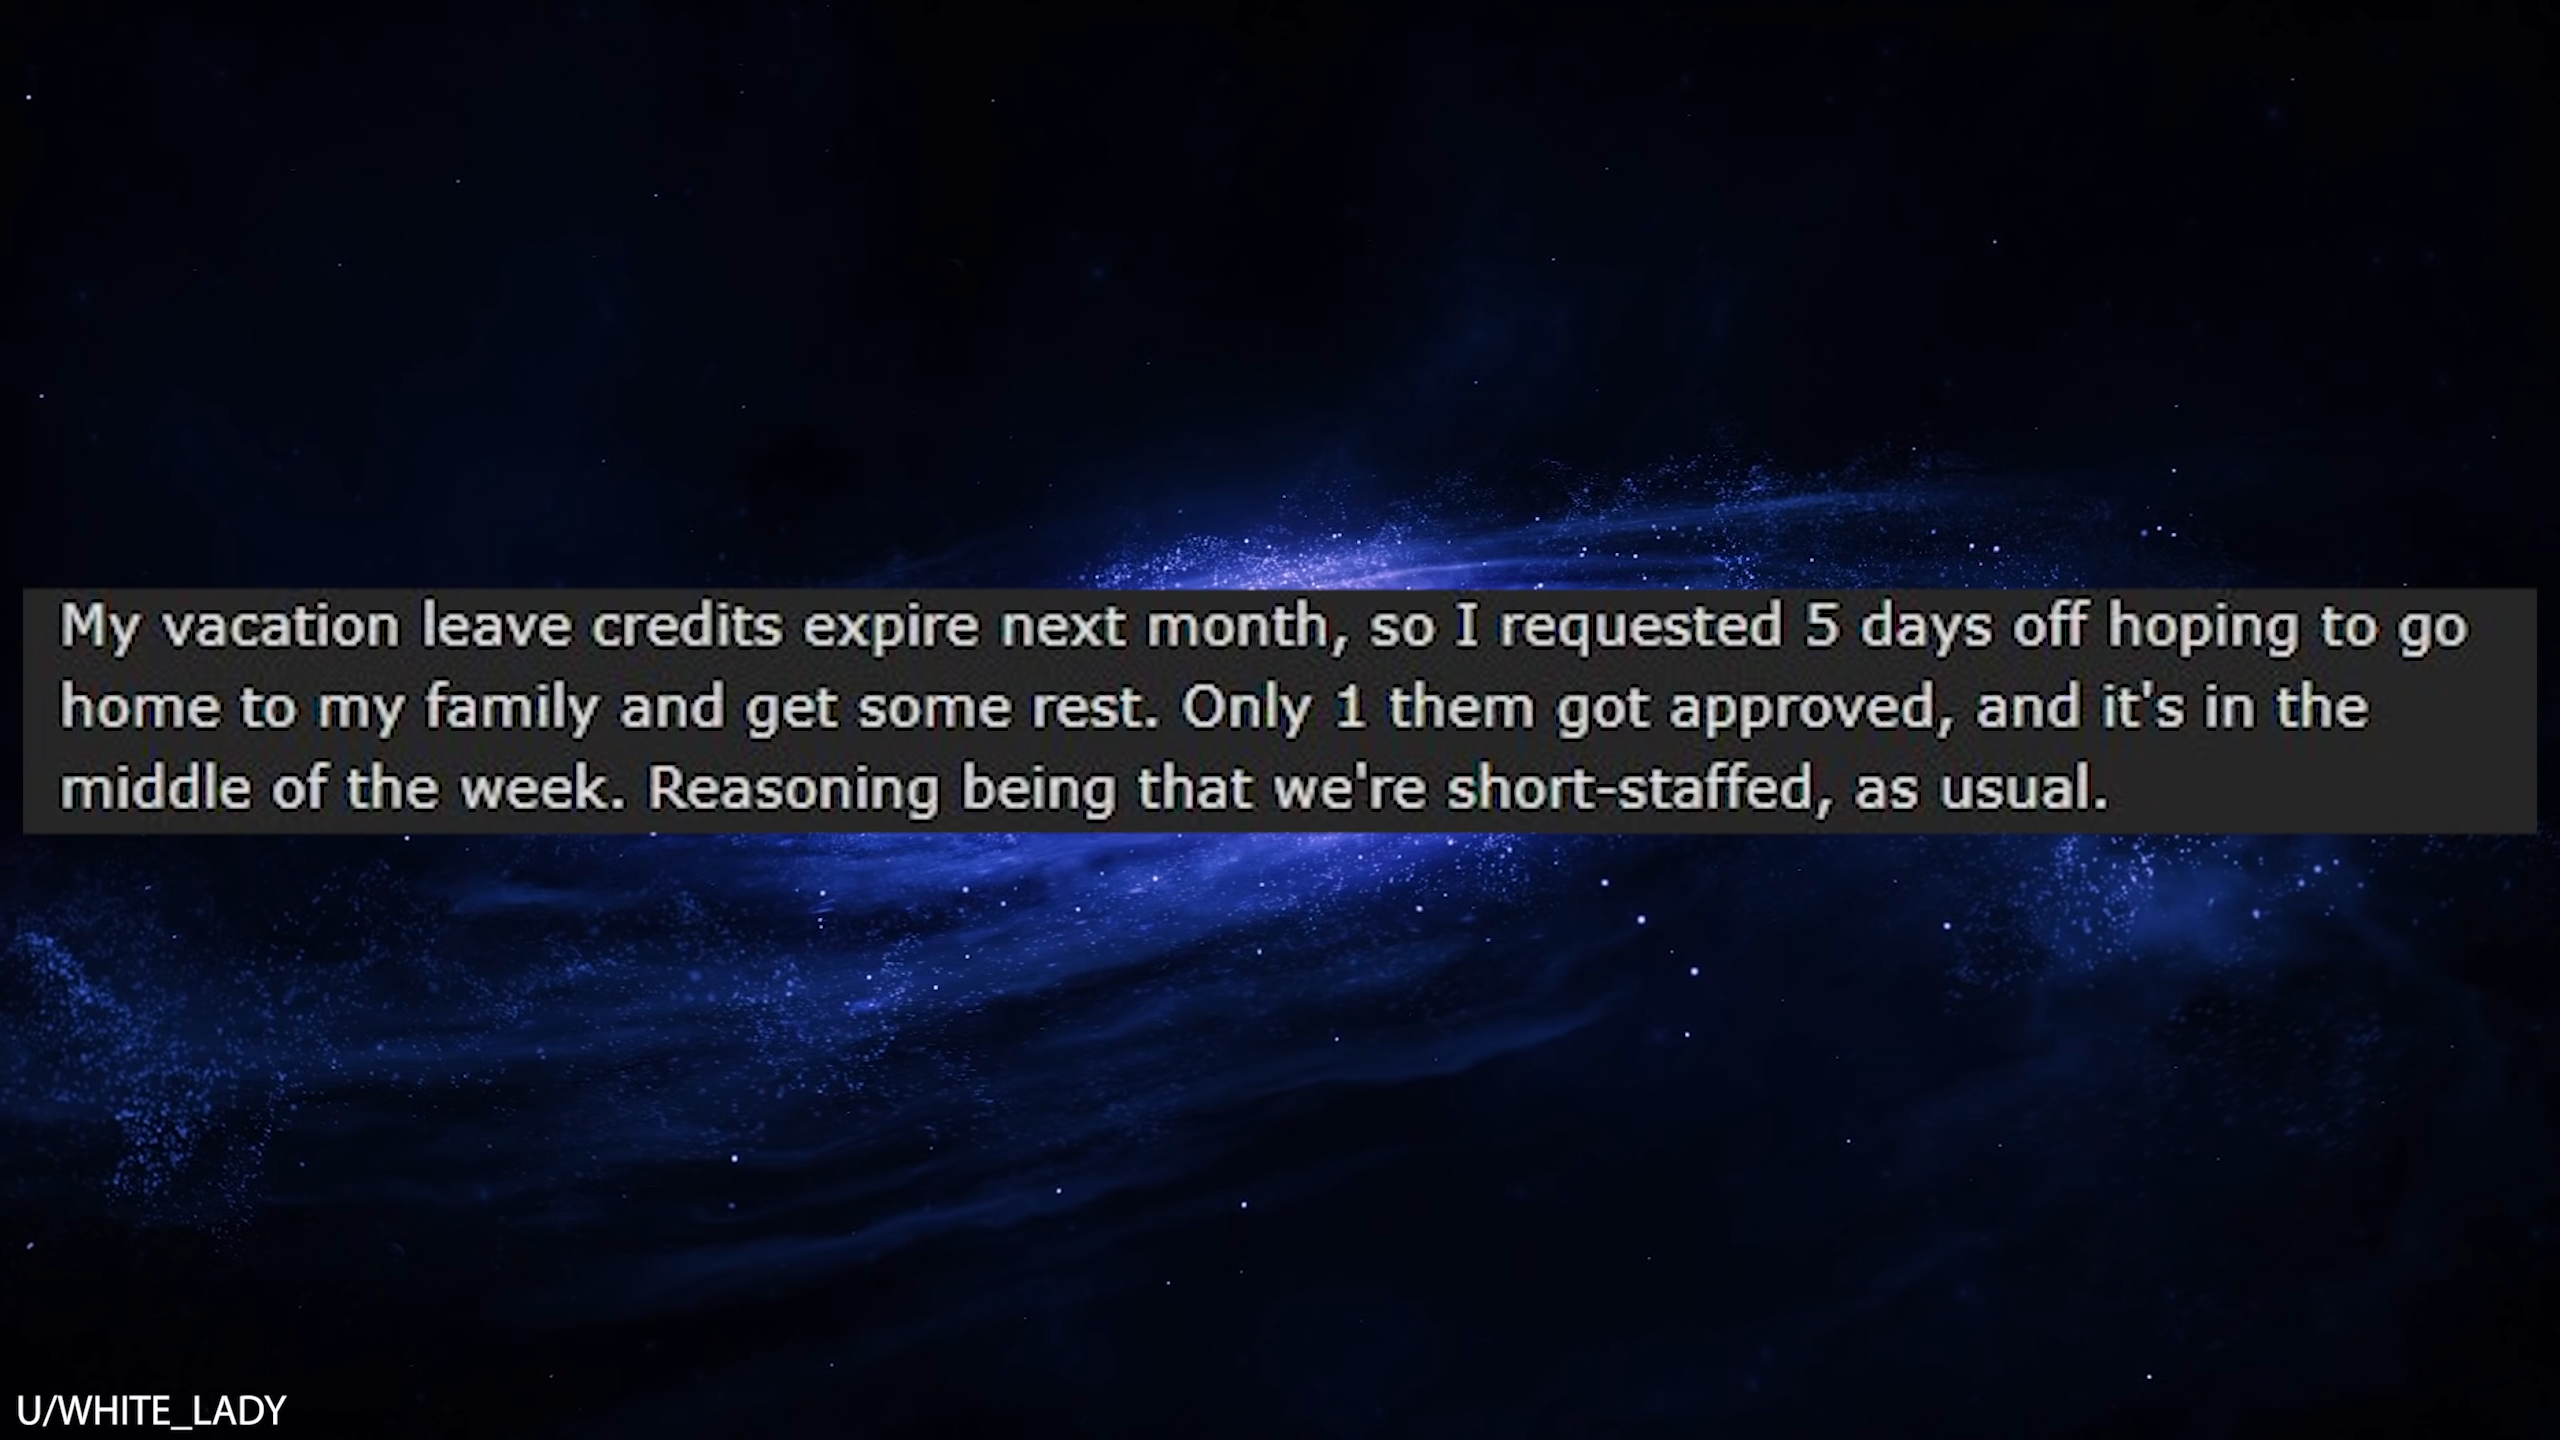 My vacation leave credits expire next month, so I requested 5 days off hoping to go
home to my family and get some rest. Only 1 them got approved, and it's in the
middle of the week. Reasoning being that we're short-staffed, as usual.
U/WHITE_LADY